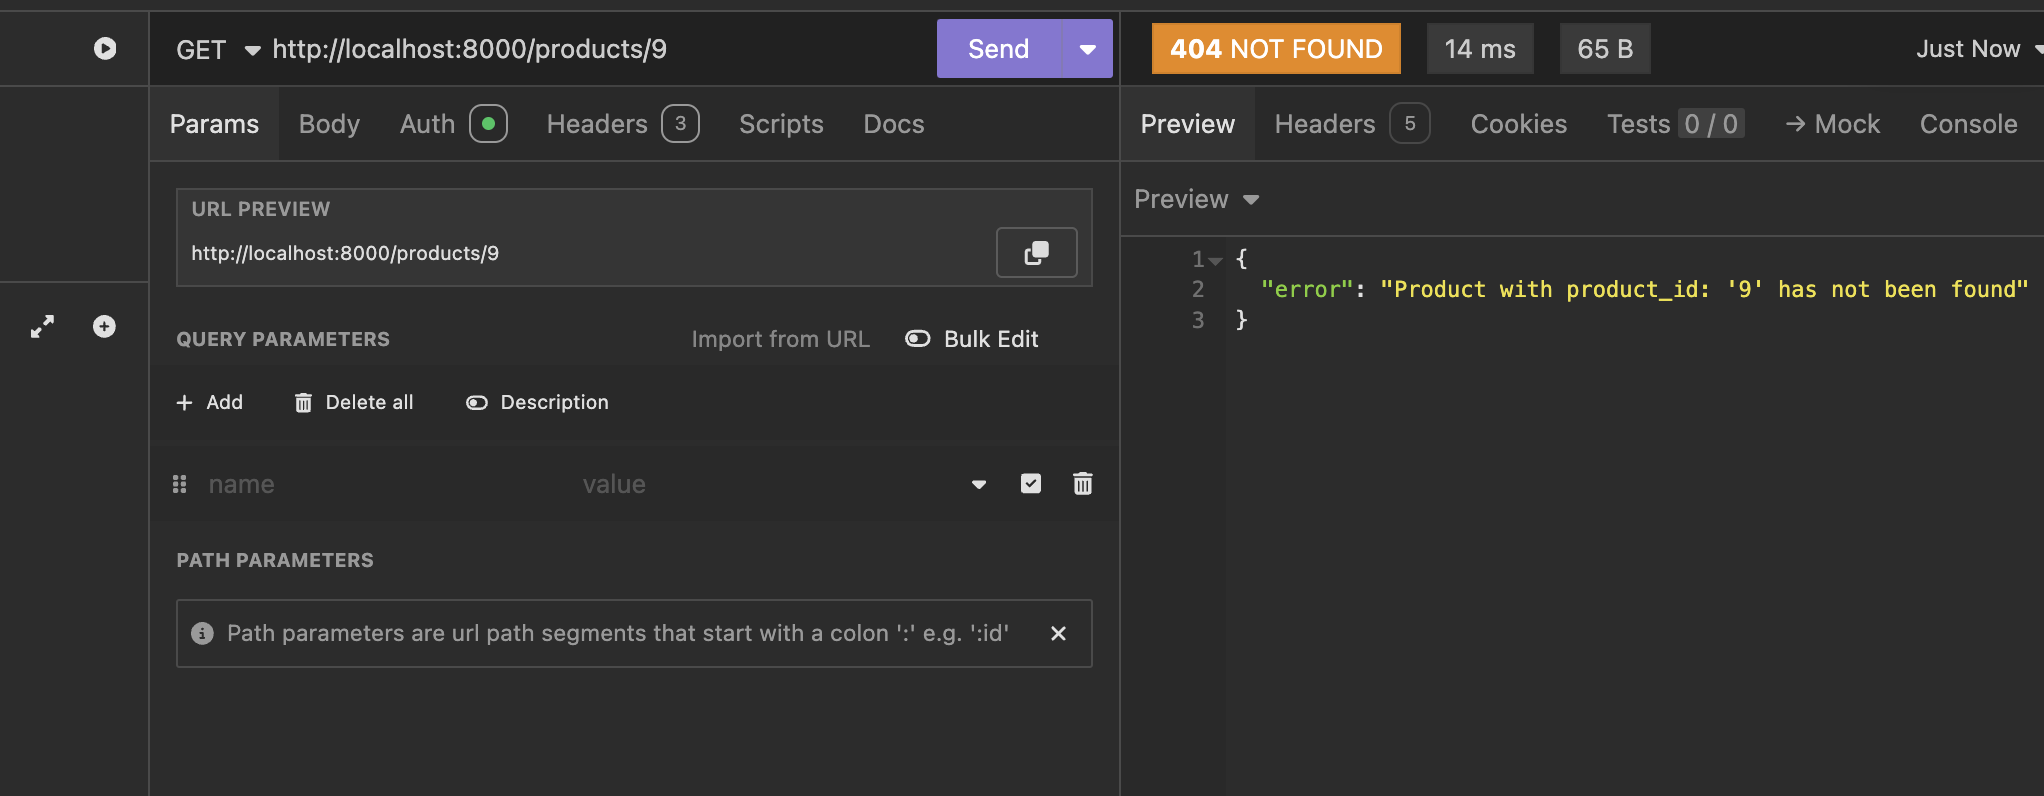 GET http://localhost:8000/products/9 Send
404 NOT FOUND 14 ms 65 B Just Now
Params Body Auth Headers 3 Scripts Docs
Preview Headers 5 Cookies Tests 0 / 0 → Mock Console
URL PREVIEW
http://localhost:8000/products/9
QUERY PARAMETERS Import from URL Bulk Edit
+ Add Delete all Description
name value
PATH PARAMETERS
Path parameters are url path segments that start with a colon ':' e.g. ':id'
Preview
1 {
2 "error": "Product with product_id: '9' has not been found"
3 }